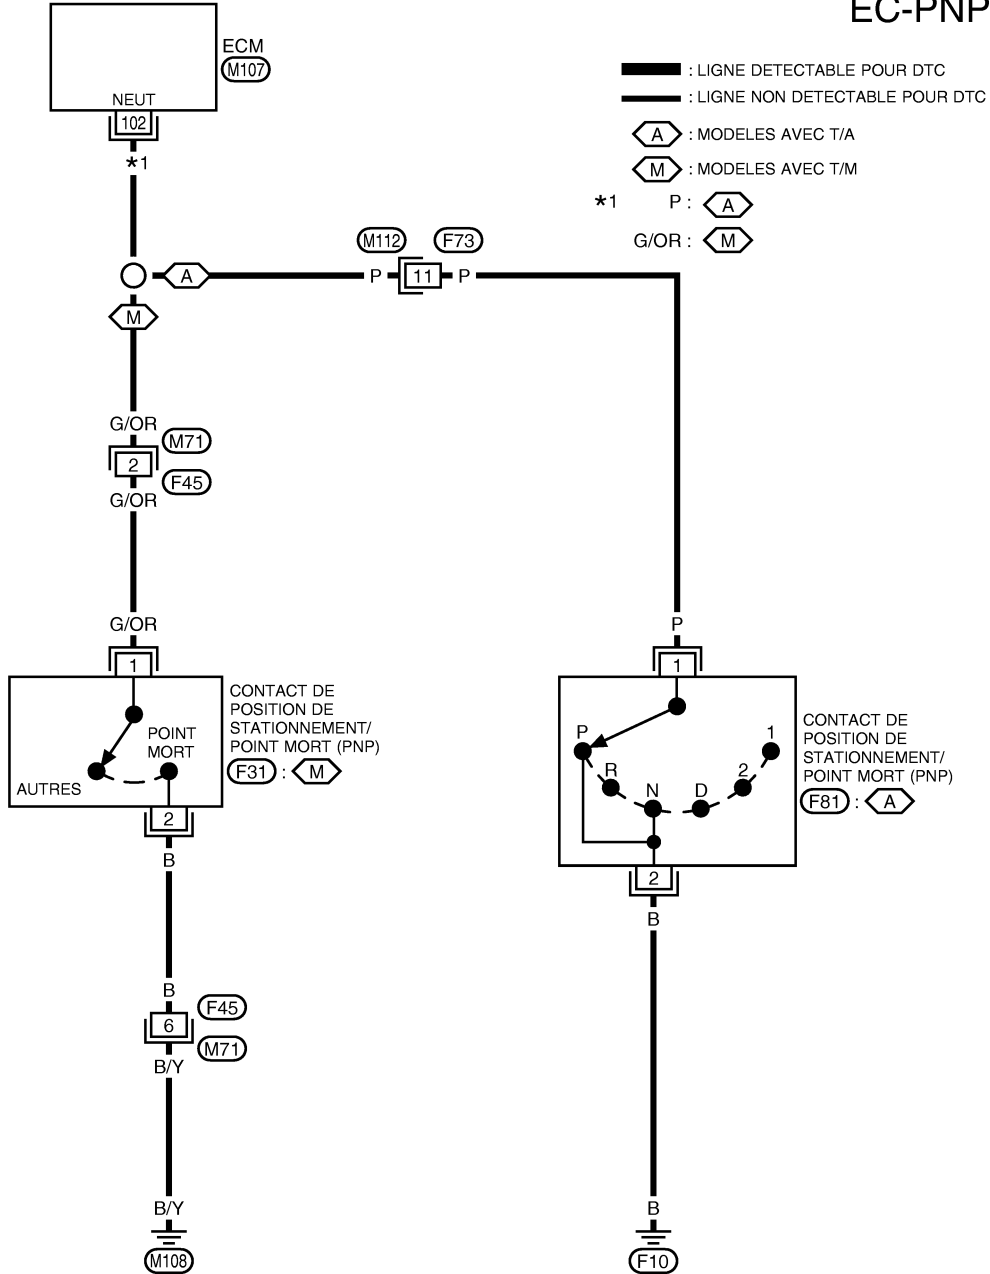 EC-PNP
ECM
M107
NEUT
102
*1
: LIGNE DETECTABLE POUR DTC
: LIGNE NON DETECTABLE POUR DTC
A : MODELES AVEC T/A
M : MODELES AVEC T/M
*1 P : A
G/OR : M
M112 F73
A P 11 P
M
G/OR
M71
2
F45
G/OR
G/OR
1
CONTACT DE
POSITION DE
STATIONNEMENT/
POINT MORT (PNP)
F31 : M
POINT
MORT
AUTRES
2
B
B
F45
6
M71
B/Y
B/Y
M108
P
1
P
R
N
D
2
1
CONTACT DE
POSITION DE
STATIONNEMENT/
POINT MORT (PNP)
F81 : A
2
B
B
F10